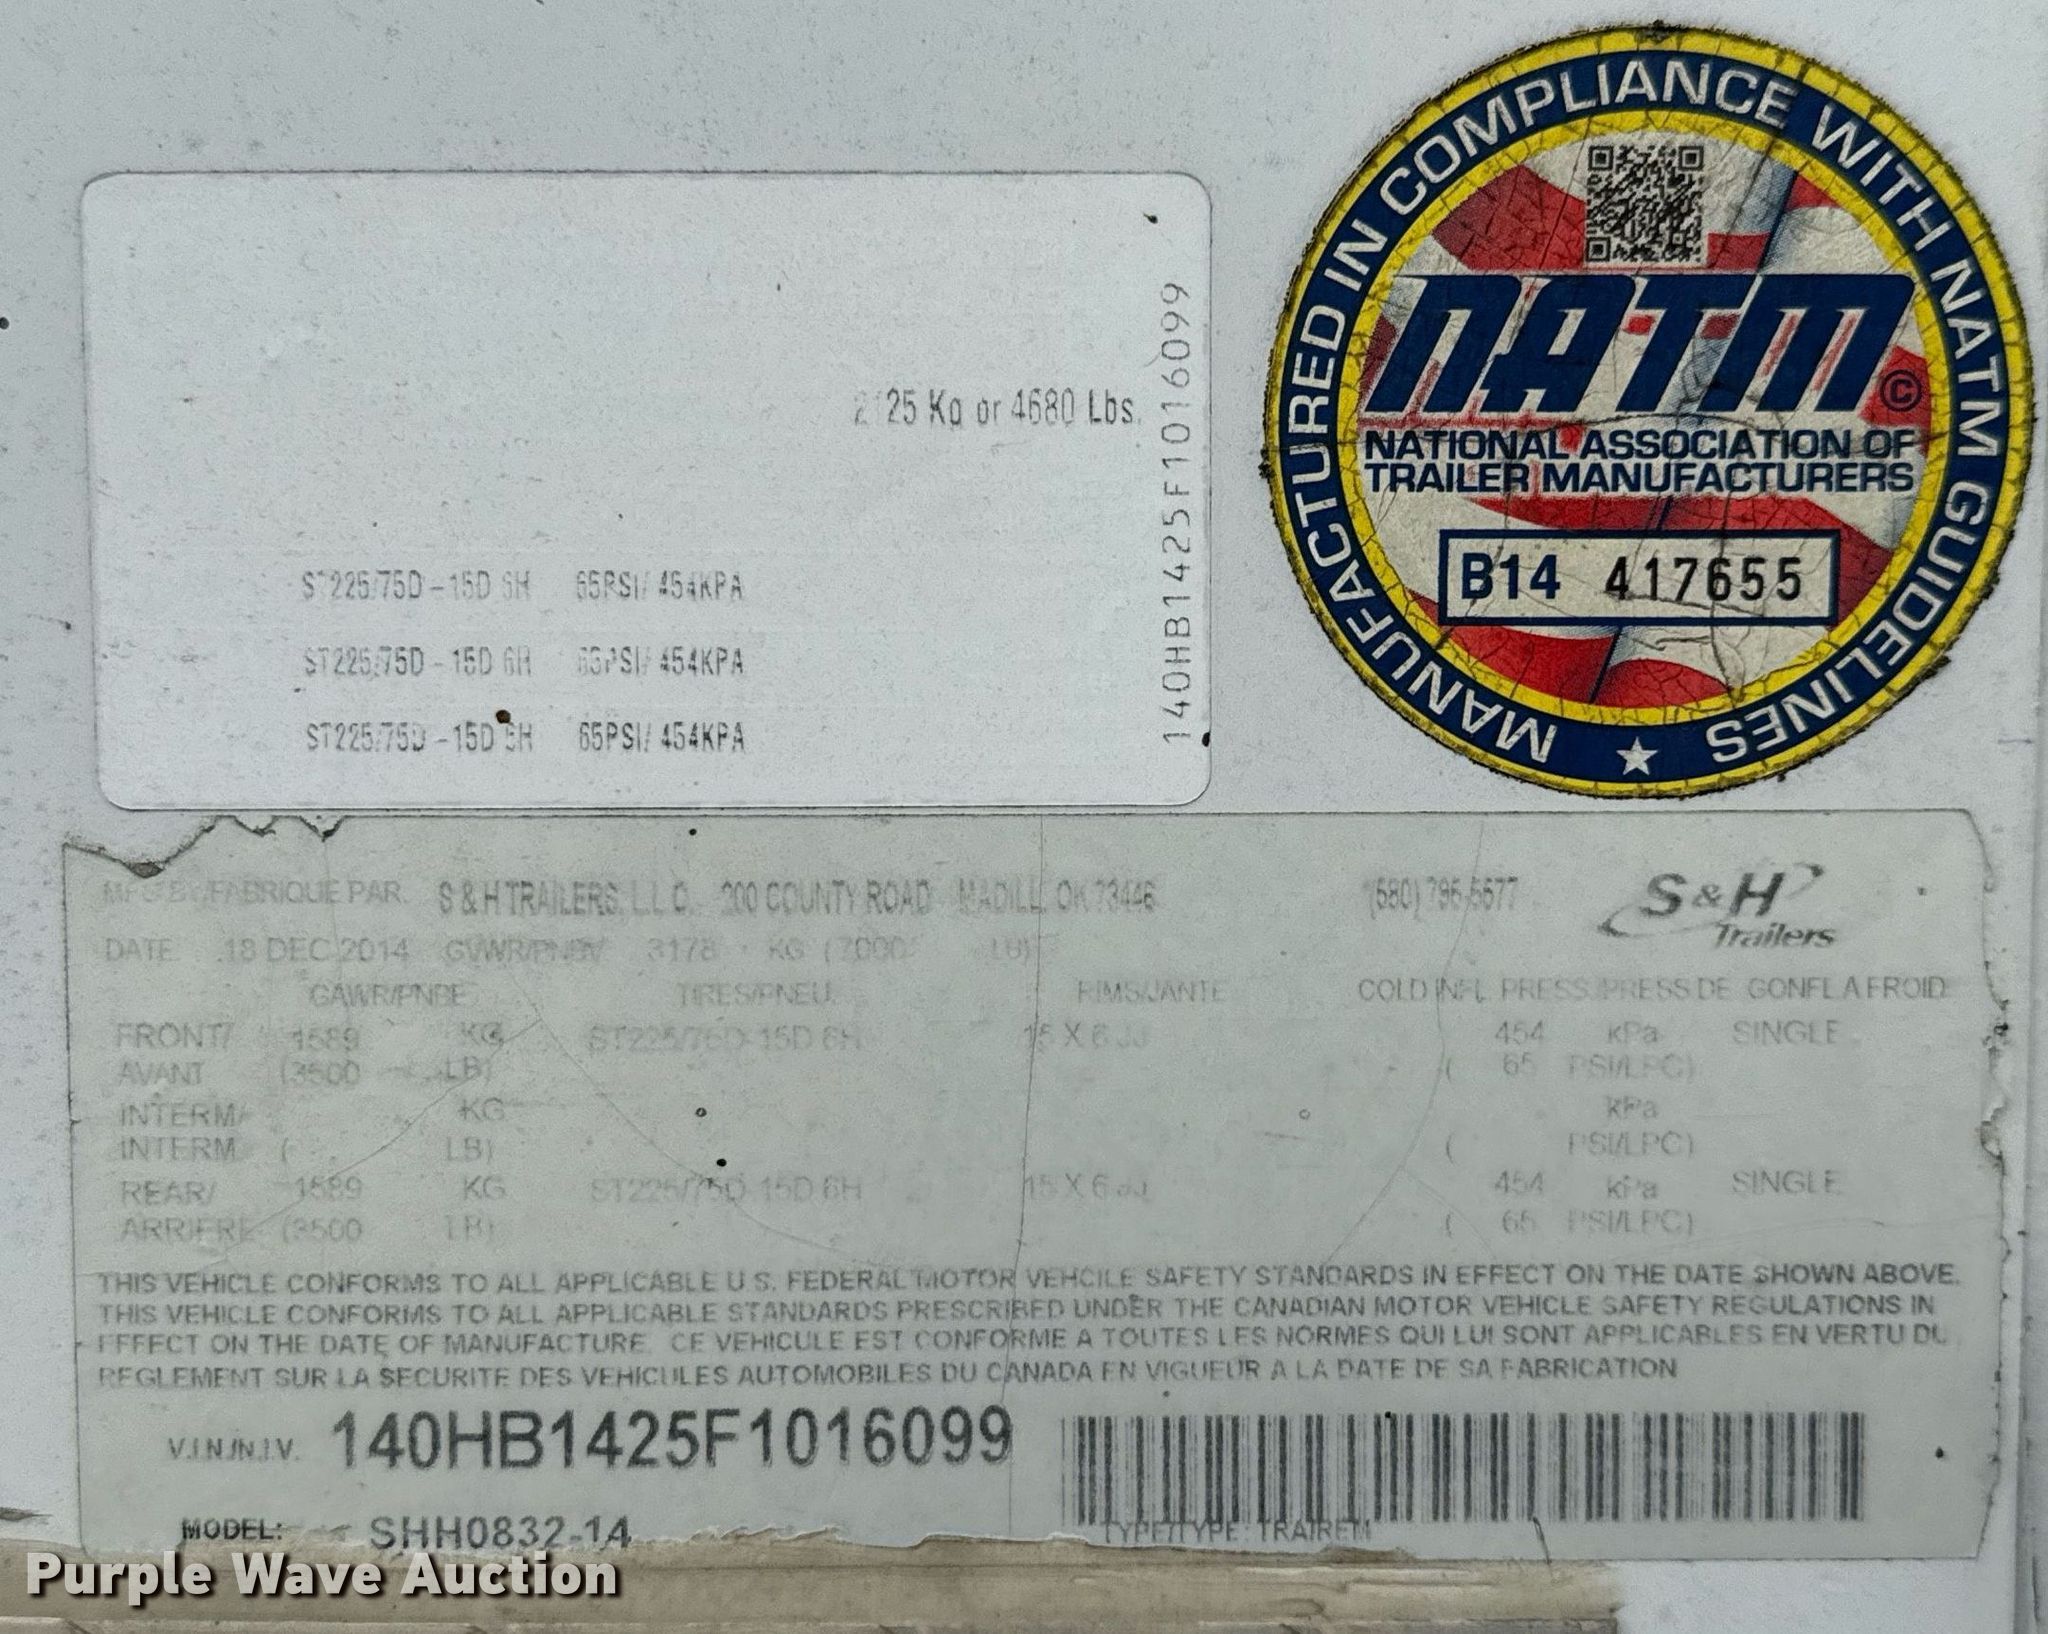 MANUFACTURED IN COMPLIANCE WITH NATM GUIDELINES
NATM ©
NATIONAL ASSOCIATION OF
TRAILER MANUFACTURERS
B14 417655
2125 Kg or 4680 Lbs.
140HB1425F1016099
ST225/75D - 15D 6H 65PSI/ 454KPA
ST225/75D - 15D 6H 65PSI/ 454KPA
ST225/75D - 15D 6H 65PSI/ 454KPA
MFG BY/FABRIQUE PAR. S & H TRAILERS, L.L.C. 200 COUNTY ROAD MADILL, OK 73446 (580) 795-5577
S & H Trailers
DATE 18 DEC 2014 GVWR/PNBV 3178 KG (7000 LB)
GAWR/PNBE TIRES/PNEU RIMS/JANTE COLD INFL PRESS/PRESS DE GONFL A FROID
FRONT/ 1589 KG ST225/75D-15D 6H 15 X 6 JJ 454 kPa SINGLE
AVANT (3500 LB) ( 65 PSI/LPC)
INTERM/ KG kPa
INTERM ( LB) ( PSI/LPC)
REAR/ 1589 KG ST225/75D-15D 6H 15 X 6 JJ 454 kPa SINGLE
ARRIERE (3500 LB) ( 65 PSI/LPC)
THIS VEHICLE CONFORMS TO ALL APPLICABLE U.S. FEDERAL MOTOR VEHCILE SAFETY STANDARDS IN EFFECT ON THE DATE SHOWN ABOVE.
THIS VEHICLE CONFORMS TO ALL APPLICABLE STANDARDS PRESCRIBED UNDER THE CANADIAN MOTOR VEHICLE SAFETY REGULATIONS IN
EFFECT ON THE DATE OF MANUFACTURE. CE VEHICULE EST CONFORME A TOUTES LES NORMES QUI LUI SONT APPLICABLES EN VERTU DU
REGLEMENT SUR LA SECURITE DES VEHICULES AUTOMOBILES DU CANADA EN VIGUEUR A LA DATE DE SA FABRICATION
V.I.N./N.I.V. 140HB1425F1016099
MODEL: SHH0832-14 TYPE/TYPE: TRA/REM
Purple Wave Auction